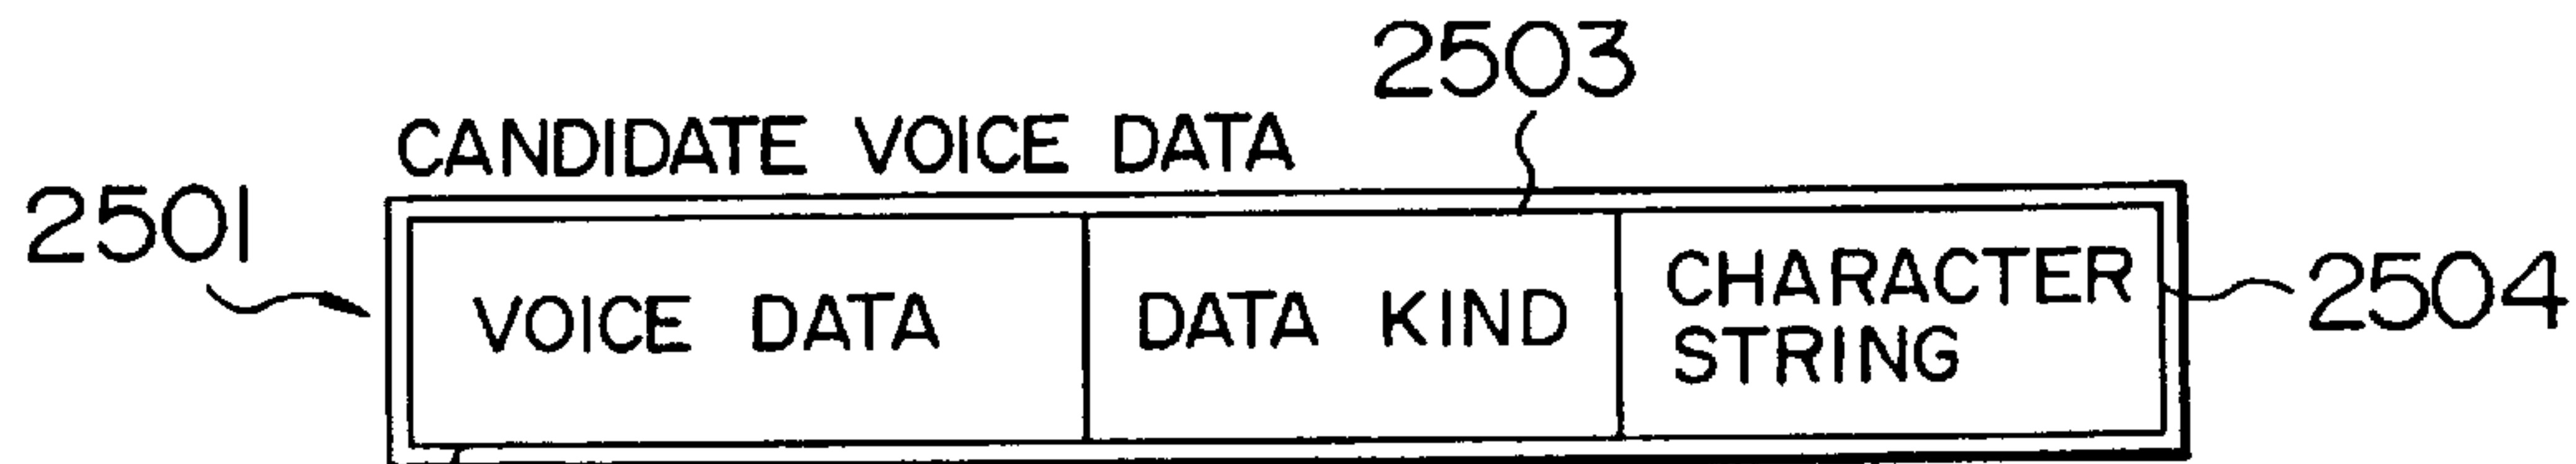 2503
CANDIDATE VOICE DATA
2501
VOICE DATA
DATA KIND
CHARACTER
STRING
2504